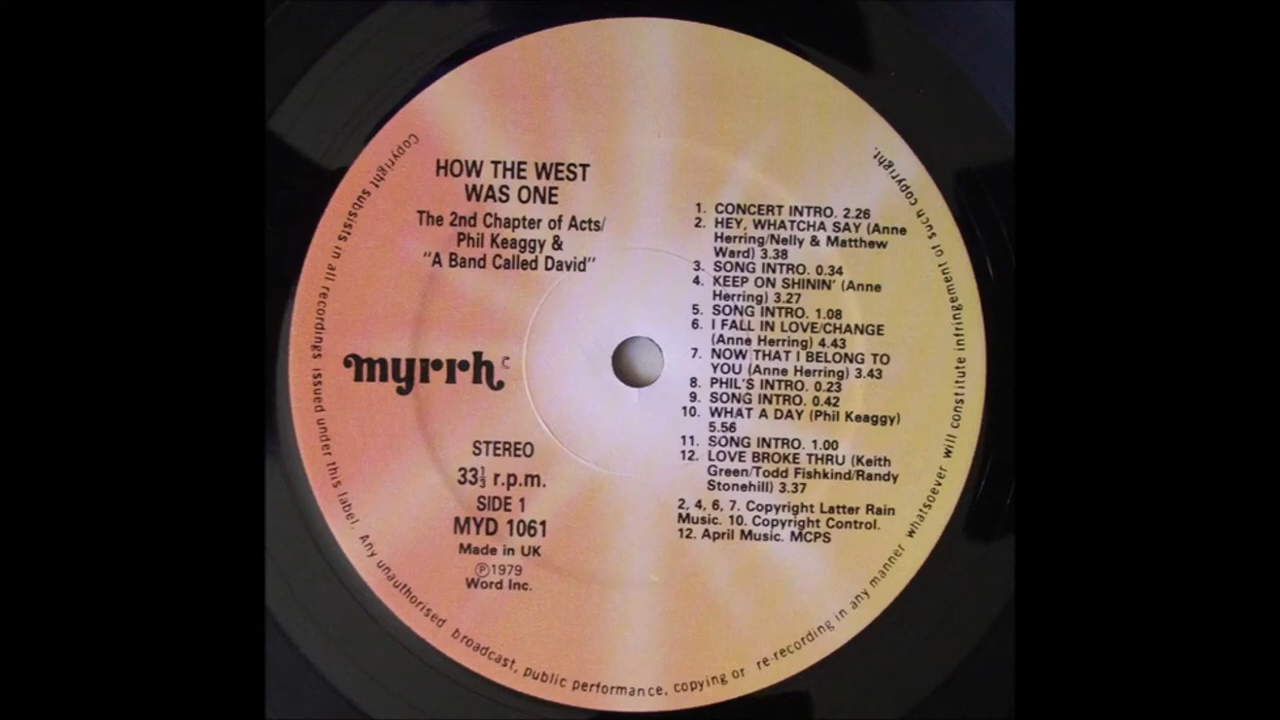 HOW THE WEST
WAS ONE
The 2nd Chapter of Acts/
Phil Keaggy &
"A Band Called David"
myrrh
STEREO
33⅓ r.p.m.
SIDE 1
MYD 1061
Made in UK
Ⓟ1979
Word Inc.
1. CONCERT INTRO. 2.26
2. HEY, WHATCHA SAY (Anne
Herring/Nelly & Matthew
Ward) 3.38
3. SONG INTRO. 0.34
4. KEEP ON SHININ' (Anne
Herring) 3.27
5. SONG INTRO. 1.08
6. I FALL IN LOVE/CHANGE
(Anne Herring) 4.43
7. NOW THAT I BELONG TO
YOU (Anne Herring) 3.43
8. PHIL'S INTRO. 0.23
9. SONG INTRO. 0.42
10. WHAT A DAY (Phil Keaggy)
5.56
11. SONG INTRO. 1.00
12. LOVE BROKE THRU (Keith
Green/Todd Fishkind/Randy
Stonehill) 3.37
2, 4, 6, 7. Copyright Latter Rain
Music. 10. Copyright Control.
12. April Music. MCPS
Copyright subsists in all recordings issued under this label. Any unauthorised broadcast, public performance, copying or re-recording in any manner whatsoever will constitute infringement of such copyright.